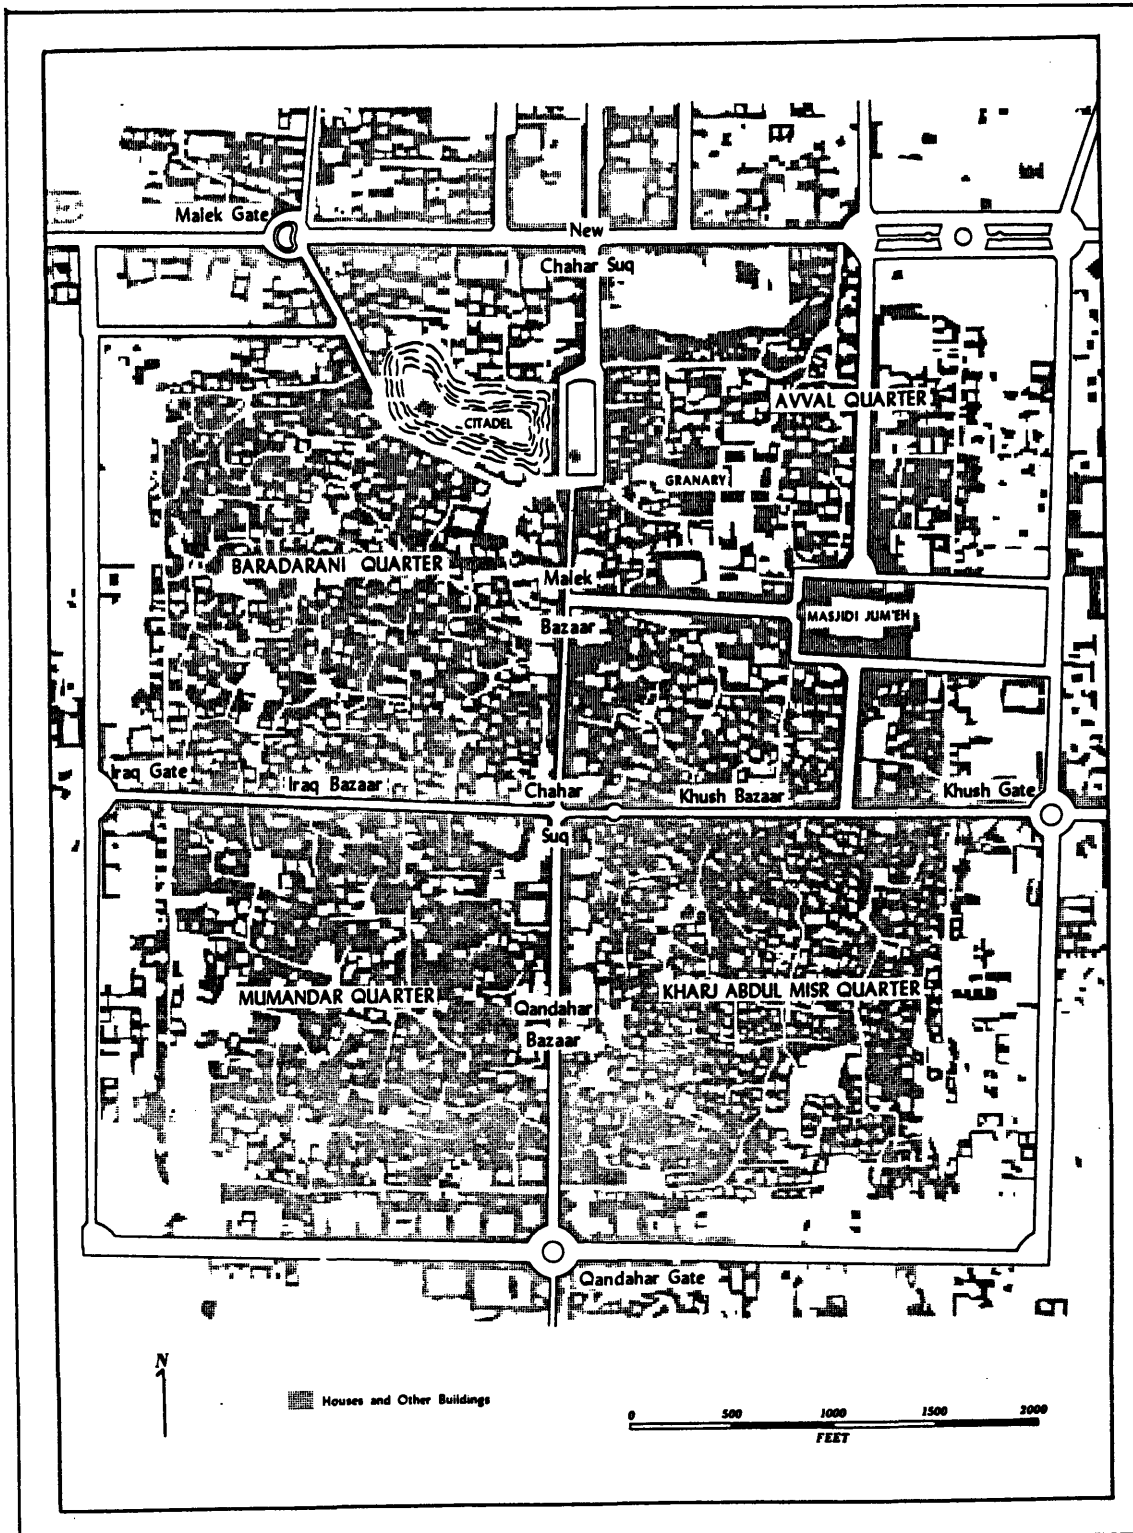 Malek Gate
New
Chahar Suq
AVVAL QUARTER
CITADEL
GRANARY
BARADARANI QUARTER
Malek
Bazaar
MASJIDI JUM'EH
Iraq Gate
Iraq Bazaar
Chahar
Suq
Khush Bazaar
Khush Gate
MUMANDAR QUARTER
Qandahar
Bazaar
KHARJ ABDUL MISR QUARTER
Qandahar Gate
N
Houses and Other Buildings
0 500 1000 1500 2000
FEET